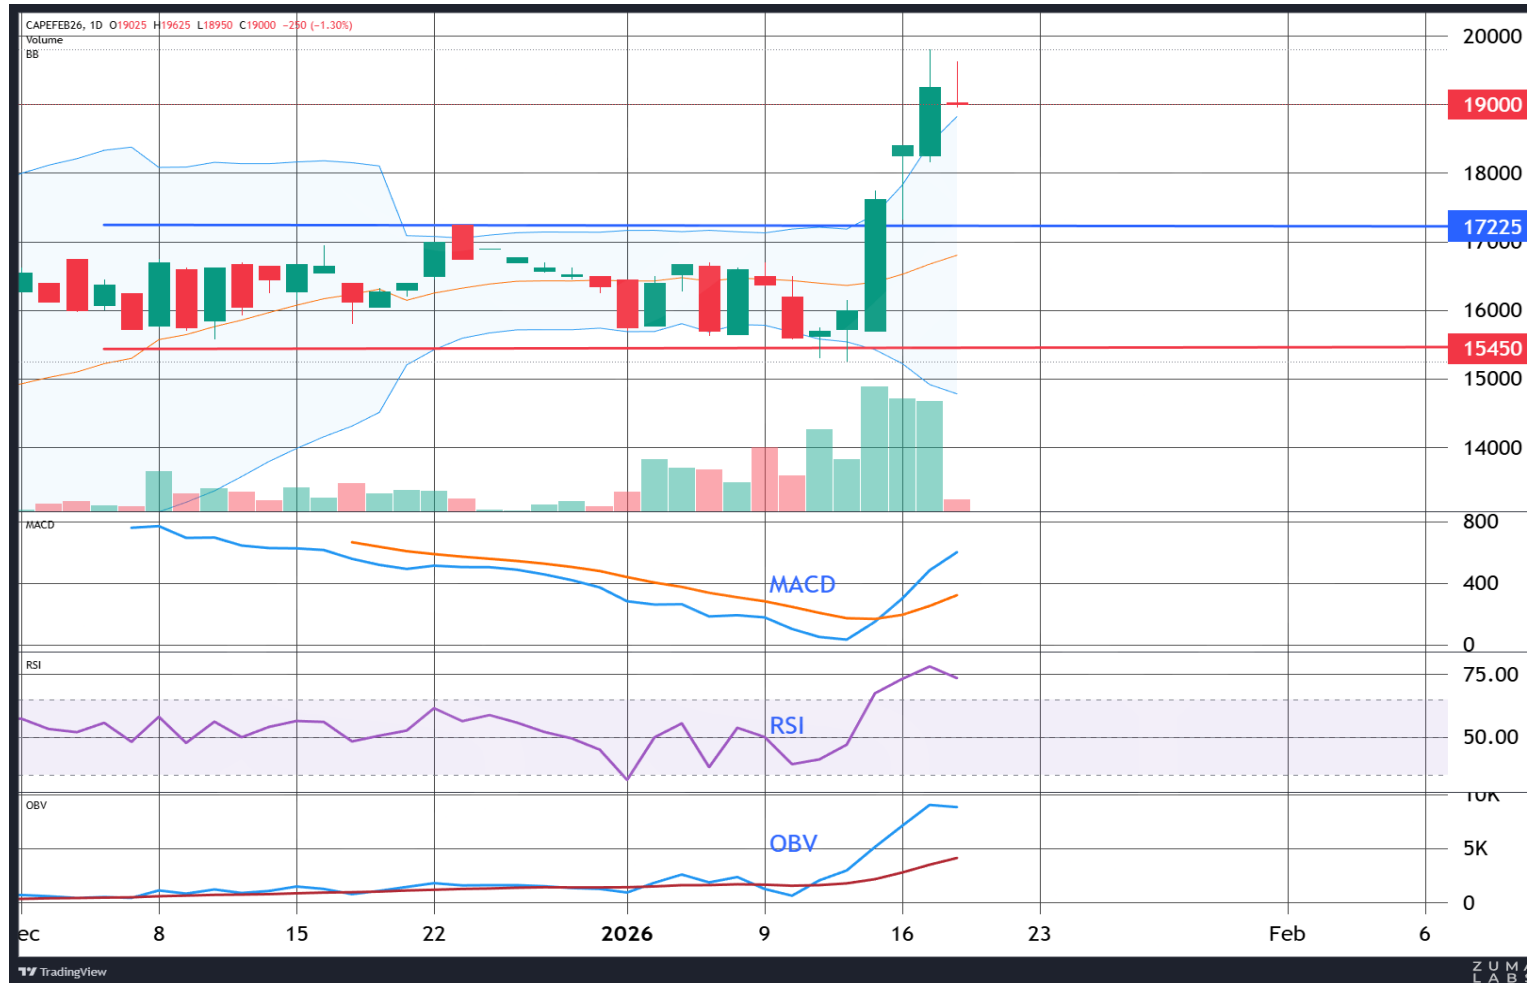 CAPEFEB26, 1D O19025 H19625 L18950 C19000 −250 (−1.30%)
Volume
BB
20000
19000
18000
17225
17000
16000
15450
15000
14000
MACD
800
MACD
400
0
RSI
75.00
RSI
50.00
OBV
10K
OBV
5K
0
ec 8 15 22 2026 9 16 23 Feb 6
TradingView
ZUMA
LABS